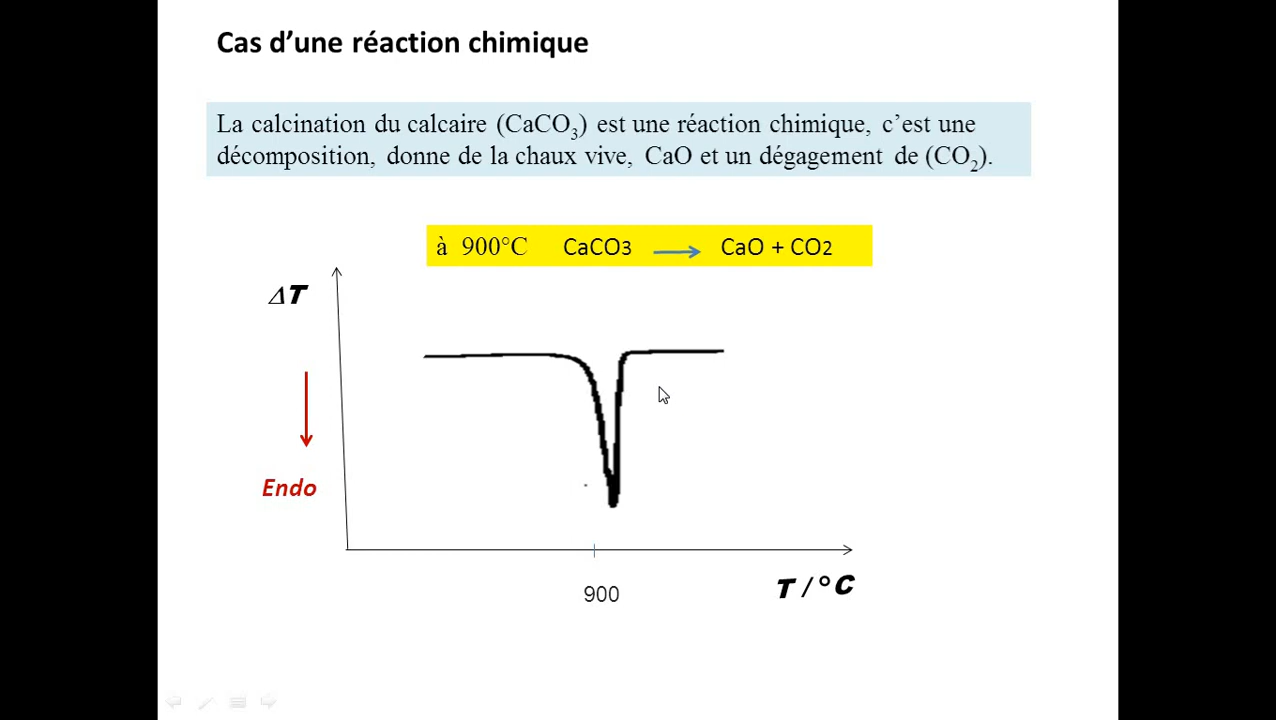 Cas d’une réaction chimique
La calcination du calcaire (CaCO₃) est une réaction chimique, c’est une
décomposition, donne de la chaux vive, CaO et un dégagement de (CO₂).
à 900°C CaCO3 → CaO + CO2
ΔT
Endo
900
T/°C